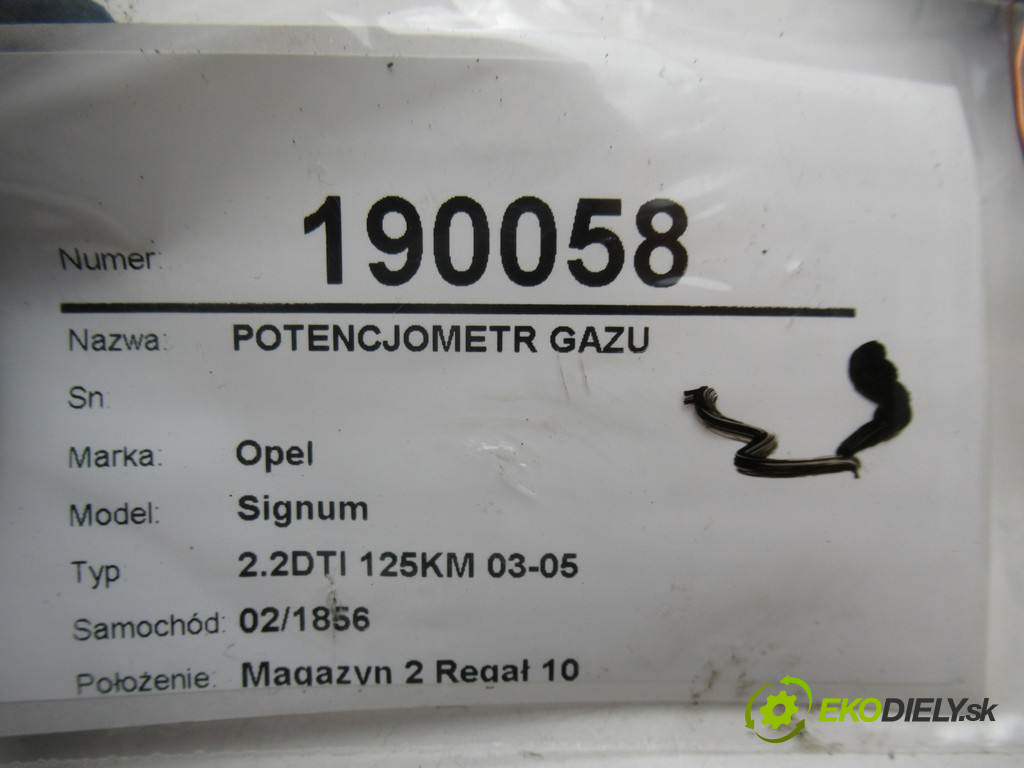 Numer: 190058
Nazwa: POTENCJOMETR GAZU
Sn.
Marka: Opel
Model: Signum
Typ 2.2DTI 125KM 03-05
Samochód: 02/1856
Położenie: Magazyn 2 Regał 10
EKODIELY.sk